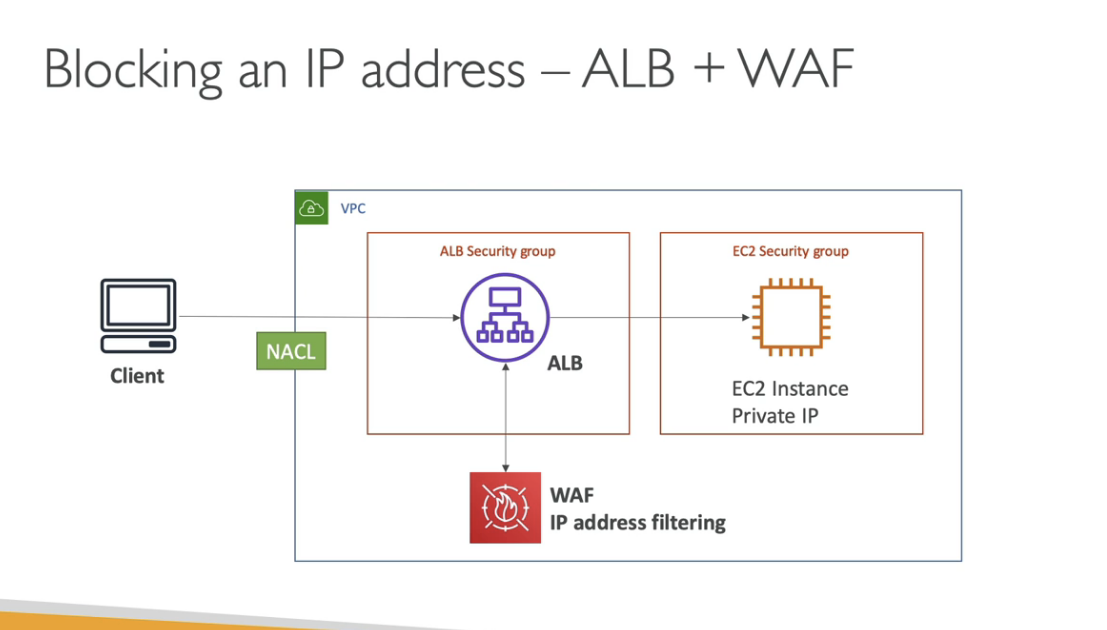 Blocking an IP address – ALB + WAF
VPC
ALB Security group
EC2 Security group
NACL
Client
ALB
EC2 Instance
Private IP
WAF
IP address filtering